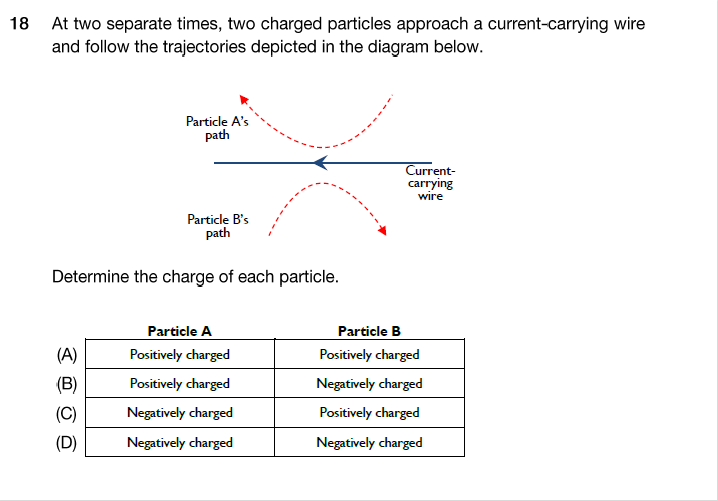 18 At two separate times, two charged particles approach a current-carrying wire
and follow the trajectories depicted in the diagram below.
Particle A's
path
Current-
carrying
wire
Particle B's
path
Determine the charge of each particle.
Particle A Particle B
(A) Positively charged Positively charged
(B) Positively charged Negatively charged
(C) Negatively charged Positively charged
(D) Negatively charged Negatively charged